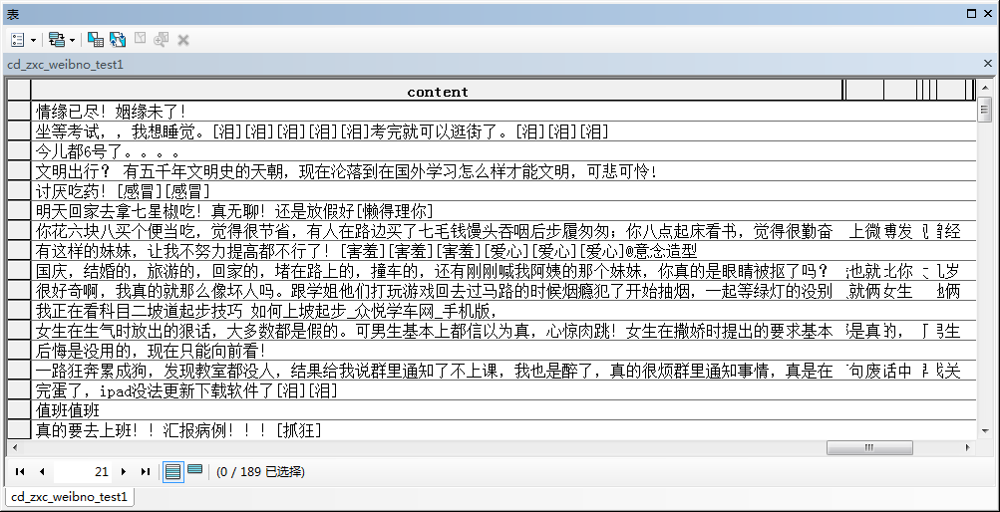 表
cd_zxc_weibno_test1
content
情缘已尽！姻缘未了！
坐等考试，，我想睡觉。[泪][泪][泪][泪][泪]考完就可以逛街了。[泪][泪][泪]
今儿都6号了。。。。
文明出行？ 有五千年文明史的天朝，现在沦落到在国外学习怎么样才能文明，可悲可怜！
讨厌吃药！[感冒][感冒]
明天回家去拿七星椒吃！真无聊！还是放假好[懒得理你]
你花六块八买个便当吃，觉得很节省，有人在路边买了七毛钱馒头吞咽后步履匆匆；你八点起床看书，觉得很勤奋 上微博发
有这样的妹妹，让我不努力提高都不行了！[害羞][害羞][害羞][爱心][爱心][爱心]@意念造型
国庆，结婚的，旅游的，回家的，堵在路上的，撞车的，还有刚刚喊我阿姨的那个妹妹，你真的是眼睛被抠了吗？ 也就北你
很好奇啊，我真的就那么像坏人吗。跟学姐他们打玩游戏回去过马路的时候烟瘾犯了开始抽烟，一起等绿灯的没别 就俩女生
我正在看科目二坡道起步技巧 如何上坡起步_众悦学车网_手机版，
女生在生气时放出的狠话，大多数都是假的。可男生基本上都信以为真，心惊肉跳！女生在撒娇时提出的要求基本 是真的，
后悔是没用的，现在只能向前看！
一路狂奔累成狗，发现教室都没人，结果给我说群里通知了不上课，我也是醉了，真的很烦群里通知事情，真是在 句废话中
完蛋了，ipad没法更新下载软件了[泪][泪]
值班值班
真的要去上班！！汇报病例！！！[抓狂]
21
(0 / 189 已选择)
cd_zxc_weibno_test1